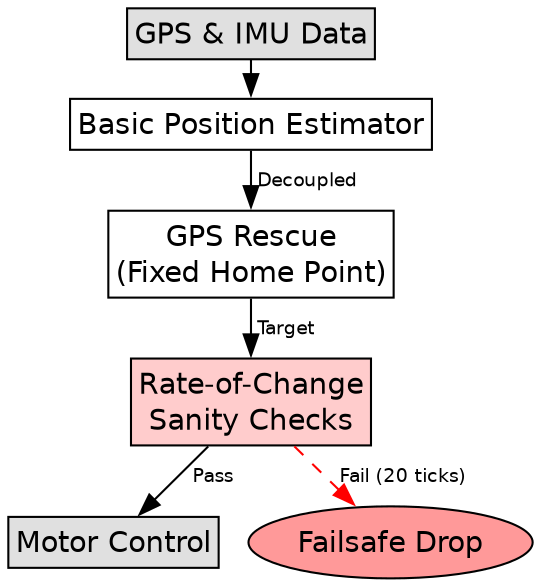 GPS & IMU Data
Basic Position Estimator
Decoupled
GPS Rescue
(Fixed Home Point)
Target
Rate-of-Change
Sanity Checks
Pass
Fail (20 ticks)
Motor Control
Failsafe Drop